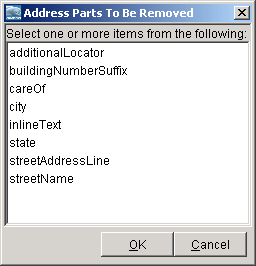 Address Parts To Be Removed
Select one or more items from the following:
additionalLocator
buildingNumberSuffix
careOf
city
inlineText
state
streetAddressLine
streetName
OK Cancel